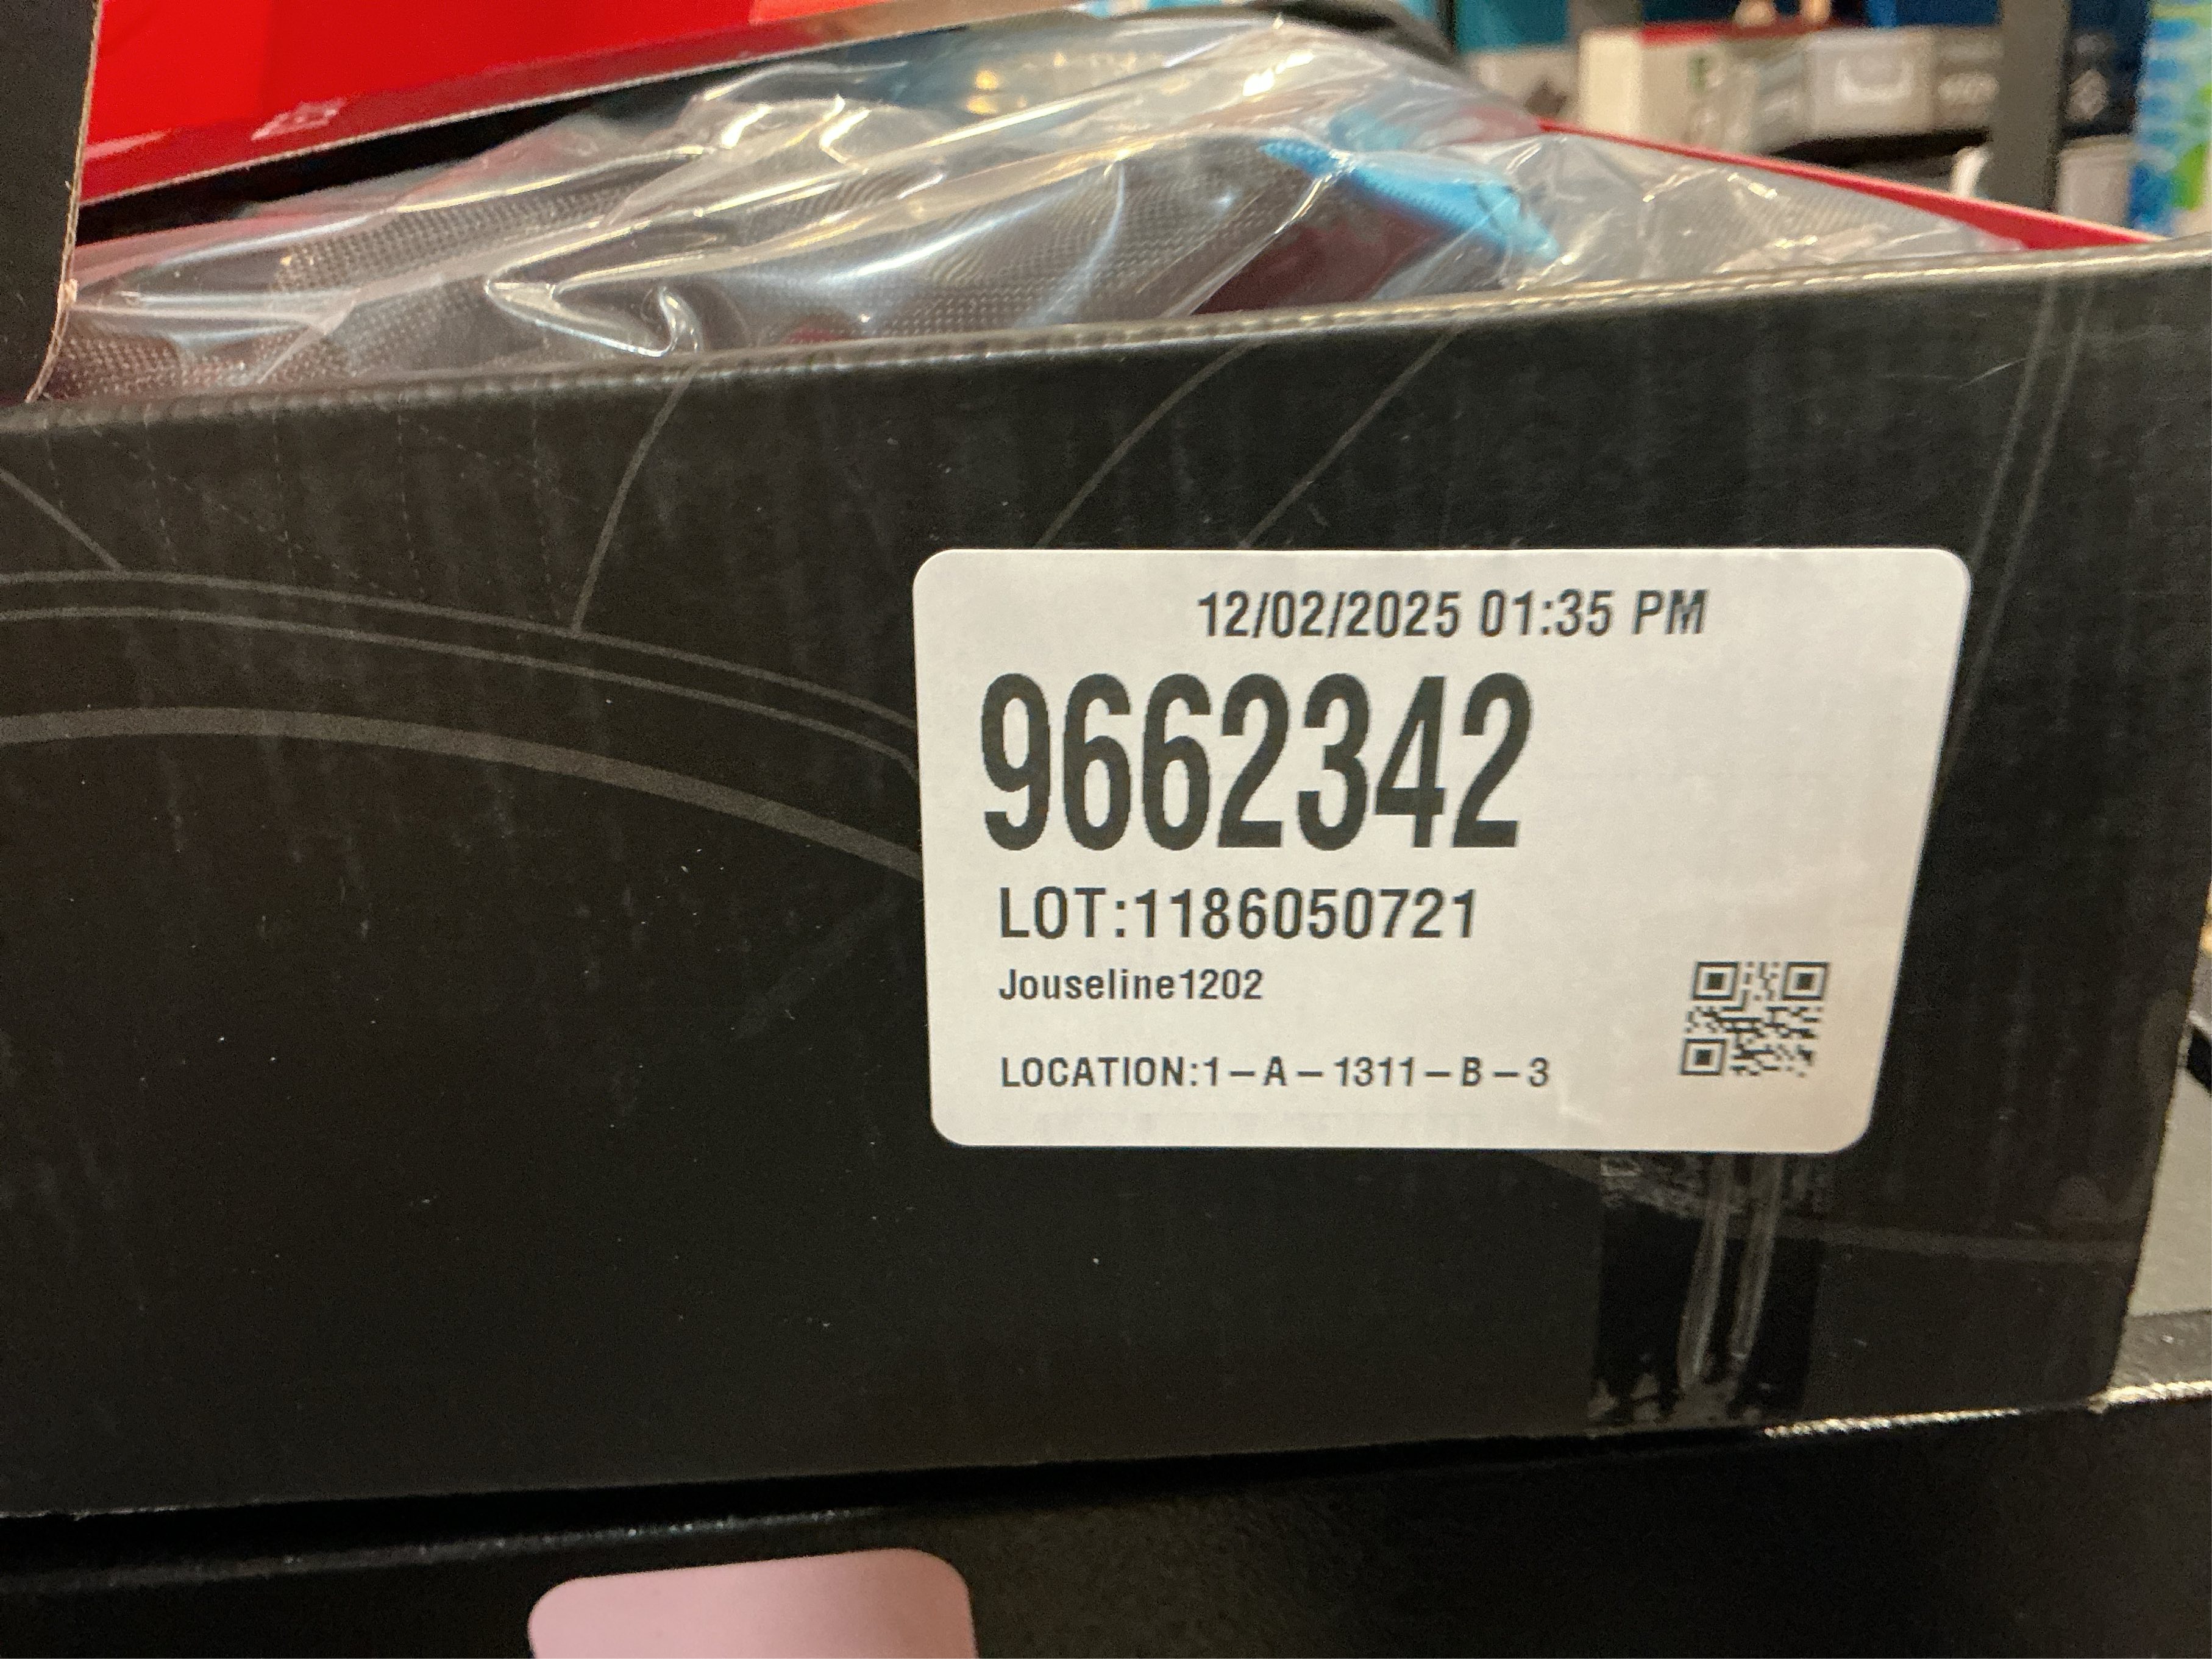 12/02/2025 01:35 PM
9662342
LOT:1186050721
Jouseline1202
LOCATION:1-A-1311-B-3